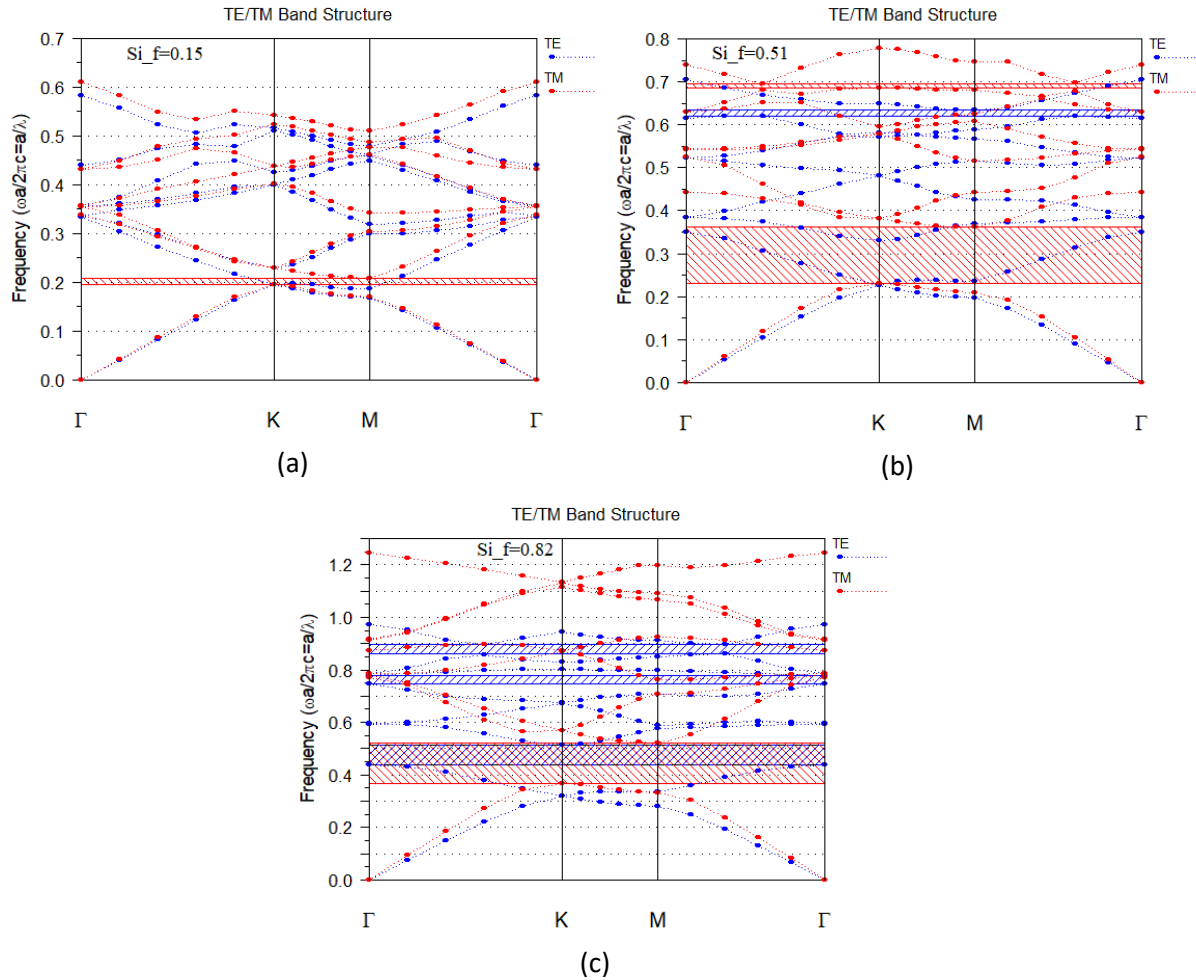 (a)
TE/TM Band Structure
Si_f=0.15
TE
TM
Frequency (ωa/2πc=a/λ)
0.7
0.6
0.5
0.4
0.3
0.2
0.1
0.0
Γ K M Γ
(a)
(b)
TE/TM Band Structure
Si_f=0.51
TE
TM
Frequency (ωa/2πc=a/λ)
0.8
0.7
0.6
0.5
0.4
0.3
0.2
0.1
0.0
Γ K M Γ
(b)
TE/TM Band Structure
Si_f=0.82
TE
TM
Frequency (ωa/2πc=a/λ)
1.2
1.0
0.8
0.6
0.4
0.2
0.0
Γ K M Γ
(c)